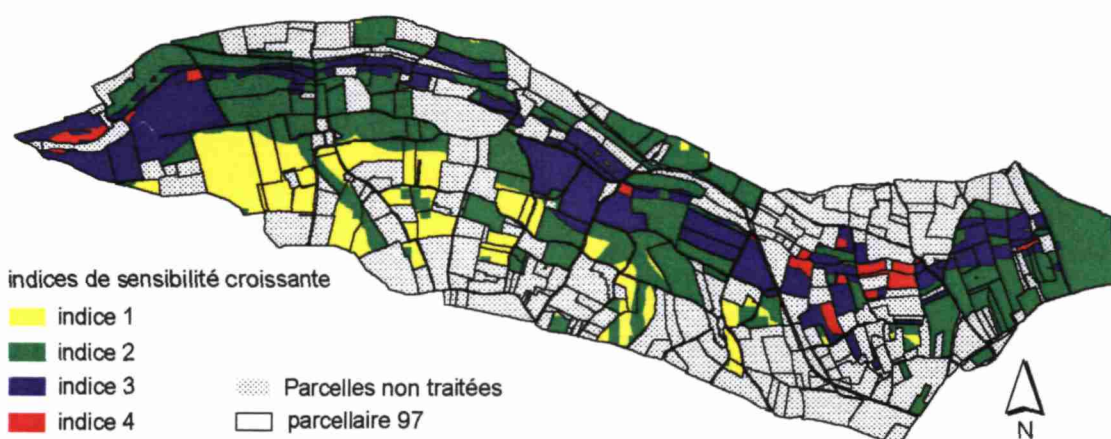 indices de sensibilité croissante
indice 1
indice 2
indice 3
indice 4
Parcelles non traitées
parcellaire 97
N